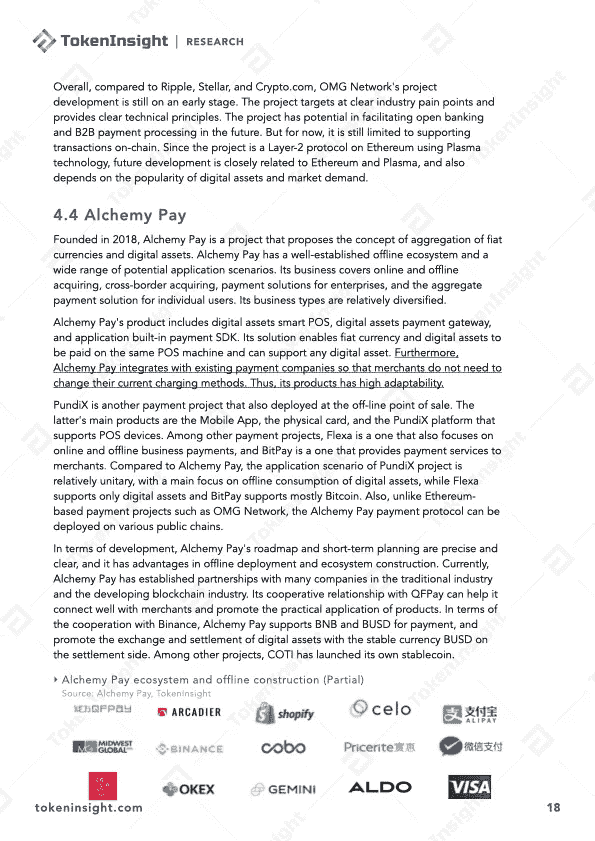 TokenInsight | RESEARCH
Overall, compared to Ripple, Stellar, and Crypto.com, OMG Network's project
development is still on an early stage. The project targets at clear industry pain points and
provides clear technical principles. The project has potential in facilitating open banking
and B2B payment processing in the future. But for now, it is still limited to supporting
transactions on-chain. Since the project is a Layer-2 protocol on Ethereum using Plasma
technology, future development is closely related to Ethereum and Plasma, and also
depends on the popularity of digital assets and market demand.
4.4 Alchemy Pay
Founded in 2018, Alchemy Pay is a project that proposes the concept of aggregation of fiat
currencies and digital assets. Alchemy Pay has a well-established offline ecosystem and a
wide range of potential application scenarios. Its business covers online and offline
acquiring, cross-border acquiring, payment solutions for enterprises, and the aggregate
payment solution for individual users. Its business types are relatively diversified.
Alchemy Pay's product includes digital assets smart POS, digital assets payment gateway,
and application built-in payment SDK. Its solution enables fiat currency and digital assets to
be paid on the same POS machine and can support any digital asset. Furthermore,
Alchemy Pay integrates with existing payment companies so that merchants do not need to
change their current charging methods. Thus, its products has high adaptability.
PundiX is another payment project that also deployed at the off-line point of sale. The
latter's main products are the Mobile App, the physical card, and the PundiX platform that
supports POS devices. Among other payment projects, Flexa is a one that also focuses on
online and offline business payments, and BitPay is a one that provides payment services to
merchants. Compared to Alchemy Pay, the application scenario of PundiX project is
relatively unitary, with a main focus on offline consumption of digital assets, while Flexa
supports only digital assets and BitPay supports mostly Bitcoin. Also, unlike Ethereum-
based payment projects such as OMG Network, the Alchemy Pay payment protocol can be
deployed on various public chains.
In terms of development, Alchemy Pay's roadmap and short-term planning are precise and
clear, and it has advantages in offline deployment and ecosystem construction. Currently,
Alchemy Pay has established partnerships with many companies in the traditional industry
and the developing blockchain industry. Its cooperative relationship with QFPay can help it
connect well with merchants and promote the practical application of products. In terms of
the cooperation with Binance, Alchemy Pay supports BNB and BUSD for payment, and
promote the exchange and settlement of digital assets with the stable currency BUSD on
the settlement side. Among other projects, COTI has launched its own stablecoin.
Alchemy Pay ecosystem and offline construction (Partial)
Source: Alchemy Pay, TokenInsight
QFPAY ARCADIER shopify celo 支付宝 ALIPAY
MIDWEST GLOBAL BINANCE cobo Pricerite實惠 微信支付
OKEX GEMINI ALDO VISA
tokeninsight.com 18